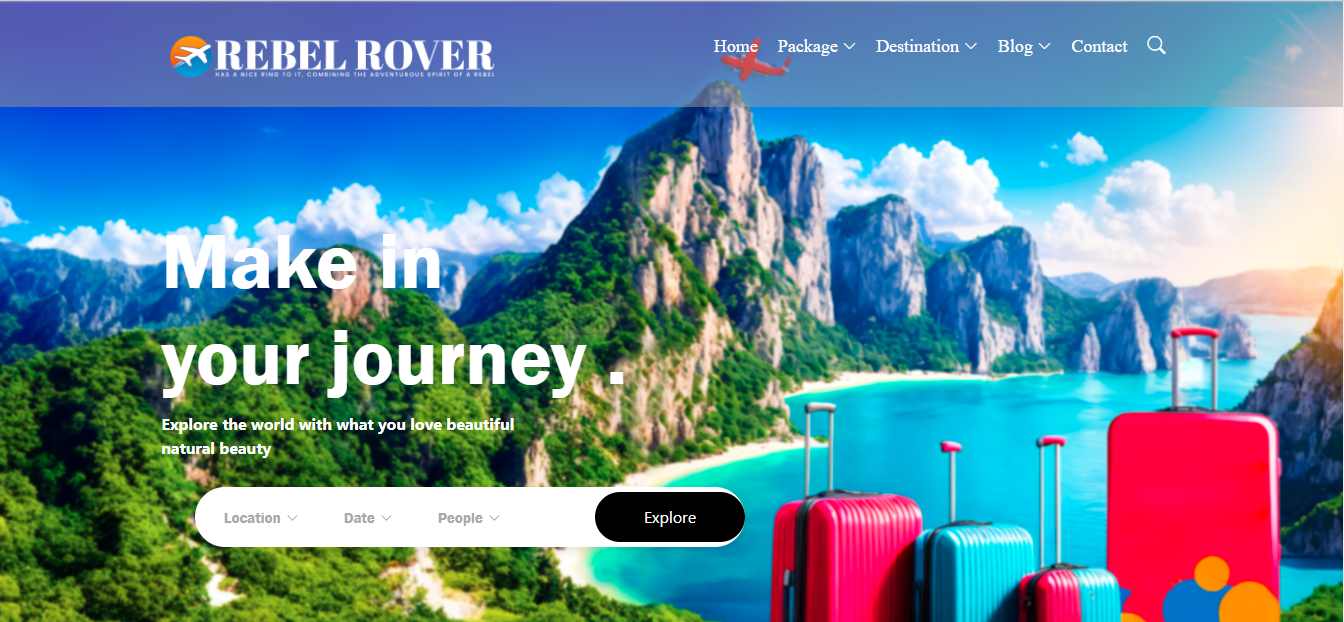 REBEL ROVER
HAS A NICE RING TO IT, COMBINING THE ADVENTUROUS SPIRIT OF A REBEL
Home Package Destination Blog Contact
Make in
your journey .
Explore the world with what you love beautiful
natural beauty
Location Date People Explore